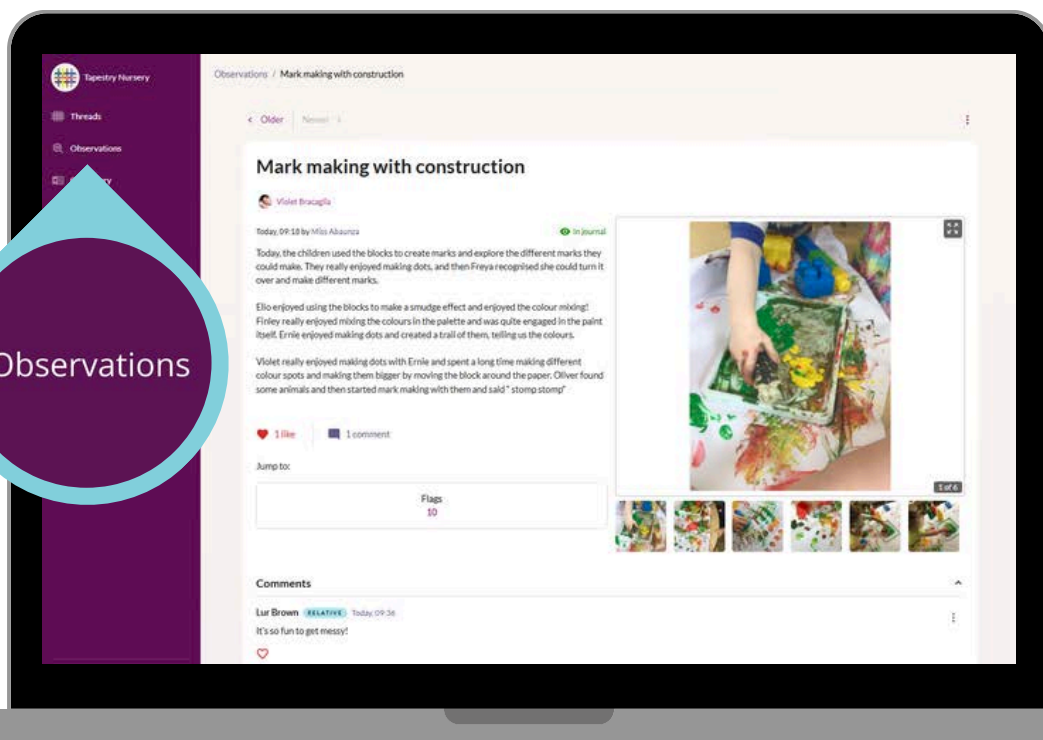 Tapestry Nursery
Threads
Observations
Observations
Observations / Mark making with construction
Older
Newer
Mark making with construction
Violet Bracaglia
Today, 09:18 by Miss Abaunza
In journal
Today, the children used the blocks to create marks and explore the different marks they
could make. They really enjoyed making dots, and then Freya recognised she could turn it
over and make different marks.
Elio enjoyed using the blocks to make a smudge effect and enjoyed the colour mixing!
Finley really enjoyed mixing the colours in the palette and was quite engaged in the paint
itself. Ernie enjoyed making dots and created a trail of them, telling us the colours.
Violet really enjoyed making dots with Ernie and spent a long time making different
colour spots and making them bigger by moving the block around the paper. Oliver found
some animals and then started mark making with them and said " stomp stomp"
1 like
1 comment
Jump to:
Flags
10
1 of 6
Comments
Lur Brown RELATIVE Today, 09:36
It's so fun to get messy!